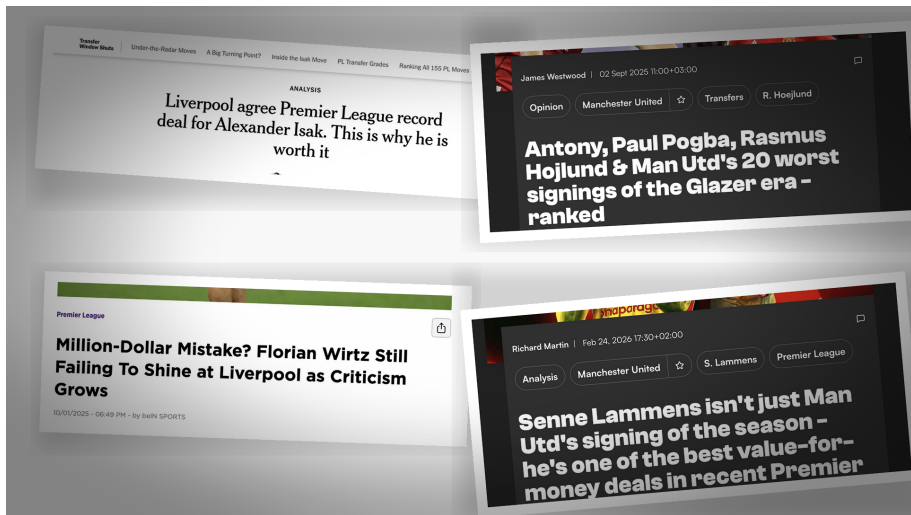 Transfer
Window Shuts
Under-the-Radar Moves
A Big Turning Point?
Inside the Isak Move
PL Transfer Grades
Ranking All 155 PL Moves
ANALYSIS
Liverpool agree Premier League record
deal for Alexander Isak. This is why he is
worth it
James Westwood | 02 Sept 2025 11:00+03:00
Opinion
Manchester United
Transfers
R. Hoejlund
Antony, Paul Pogba, Rasmus
Hojlund & Man Utd's 20 worst
signings of the Glazer era –
ranked
Premier League
Million-Dollar Mistake? Florian Wirtz Still
Failing To Shine at Liverpool as Criticism
Grows
10/01/2025 - 06:49 PM - by beIN SPORTS
Snapdrago
Richard Martin | Feb 24, 2026 17:30+02:00
Analysis
Manchester United
S. Lammens
Premier League
Senne Lammens isn't just Man
Utd's signing of the season –
he's one of the best value-for-
money deals in recent Premier